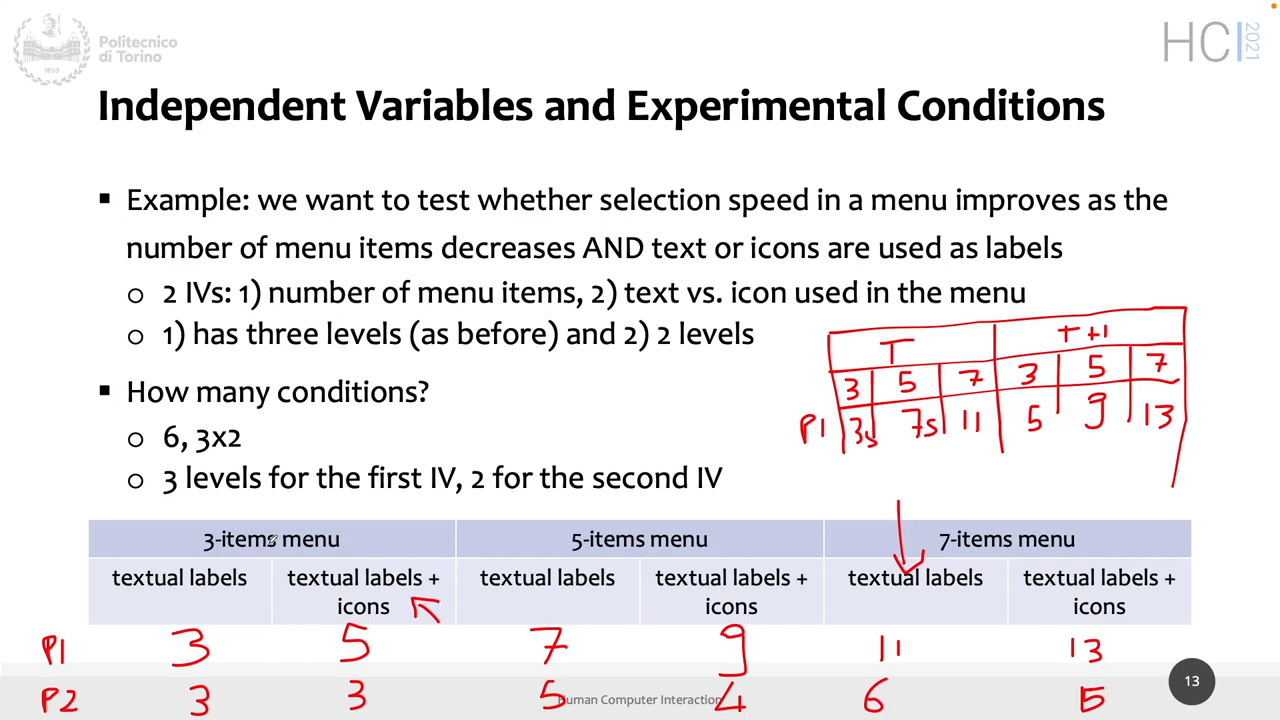 Politecnico
di Torino
HCI 2021
Independent Variables and Experimental Conditions
▪ Example: we want to test whether selection speed in a menu improves as the
number of menu items decreases AND text or icons are used as labels
o 2 IVs: 1) number of menu items, 2) text vs. icon used in the menu
o 1) has three levels (as before) and 2) 2 levels
T T+1
3 5 7 3 5 7
P1 3s 7s 11 5 9 13
▪ How many conditions?
o 6, 3x2
o 3 levels for the first IV, 2 for the second IV
3-items menu 5-items menu 7-items menu
textual labels textual labels + icons textual labels textual labels + icons textual labels textual labels + icons
P1 3 5 7 9 11 13
P2 3 3 5 4 6 5
Human Computer Interaction
13